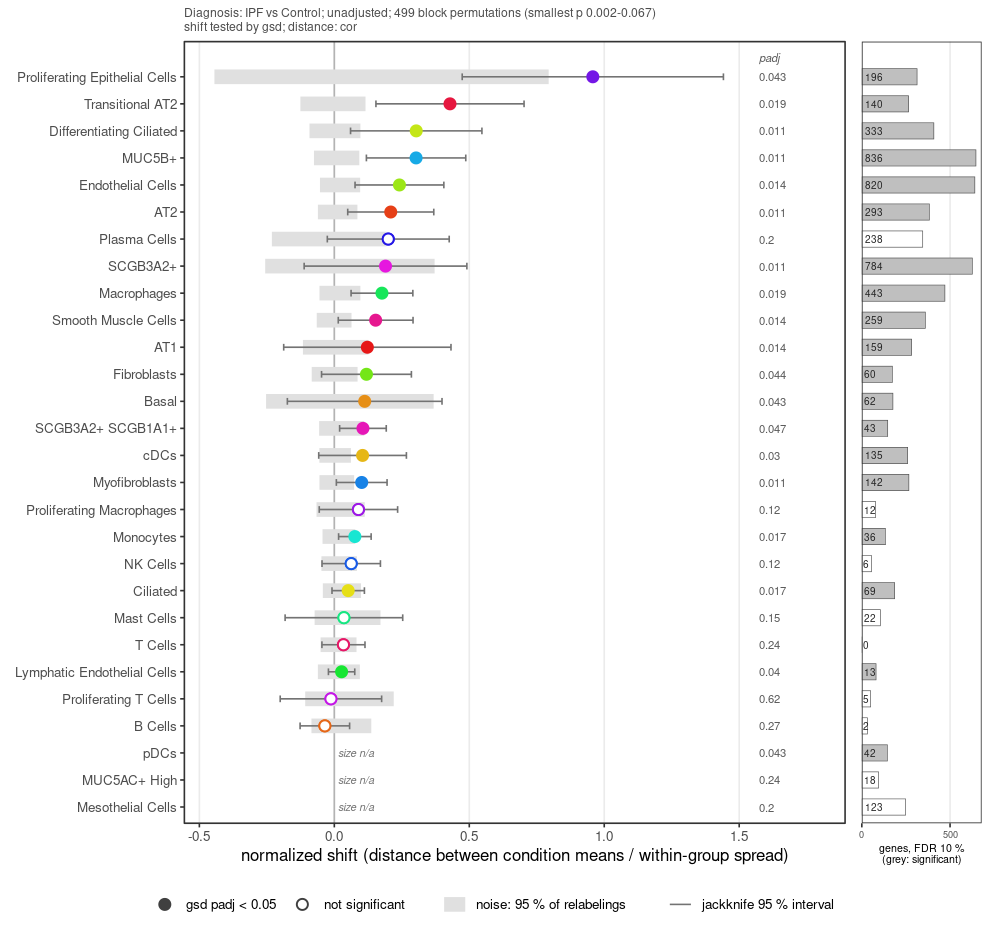 Diagnosis: IPF vs Control; unadjusted; 499 block permutations (smallest p 0.002-0.067)
shift tested by gsd; distance: cor
padj
Proliferating Epithelial Cells 0.043 196
Transitional AT2 0.019 140
Differentiating Ciliated 0.011 333
MUC5B+ 0.011 836
Endothelial Cells 0.014 820
AT2 0.011 293
Plasma Cells 0.2 238
SCGB3A2+ 0.011 784
Macrophages 0.019 443
Smooth Muscle Cells 0.014 259
AT1 0.014 159
Fibroblasts 0.044 60
Basal 0.043 62
SCGB3A2+ SCGB1A1+ 0.047 43
cDCs 0.03 135
Myofibroblasts 0.011 142
Proliferating Macrophages 0.12 12
Monocytes 0.017 36
NK Cells 0.12 6
Ciliated 0.017 69
Mast Cells 0.15 22
T Cells 0.24 0
Lymphatic Endothelial Cells 0.04 13
Proliferating T Cells 0.62 5
B Cells 0.27 2
pDCs size n/a 0.043 42
MUC5AC+ High size n/a 0.24 18
Mesothelial Cells size n/a 0.2 123
-0.5 0.0 0.5 1.0 1.5 0 500
normalized shift (distance between condition means / within-group spread)
genes, FDR 10 %
(grey: significant)
gsd padj < 0.05 not significant noise: 95 % of relabelings jackknife 95 % interval